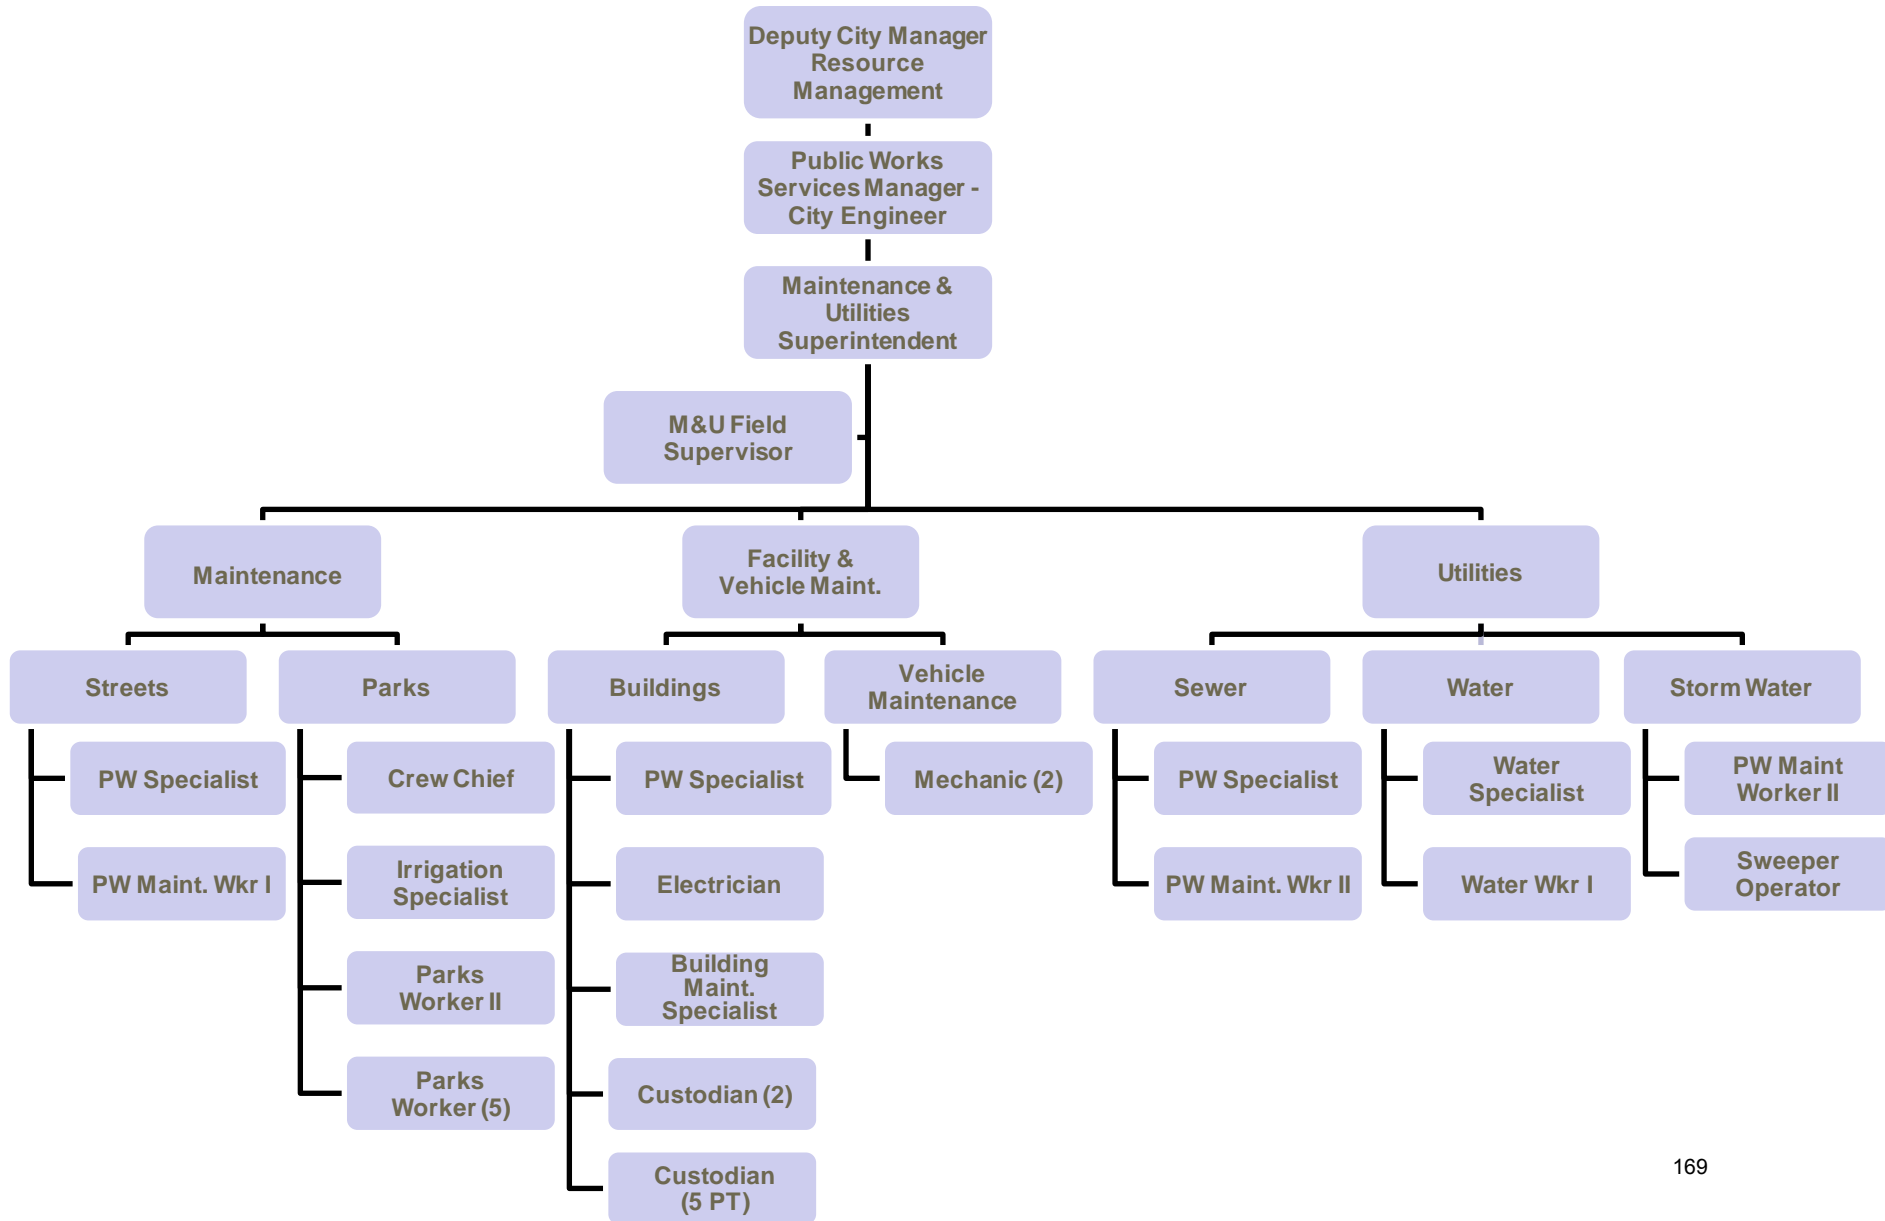 Deputy City Manager
Resource
Management
Public Works
Services Manager -
City Engineer
Maintenance &
Utilities
Superintendent
M&U Field
Supervisor
Maintenance
Facility &
Vehicle Maint.
Utilities
Streets
Parks
Buildings
Vehicle
Maintenance
Sewer
Water
Storm Water
PW Specialist
PW Maint. Wkr I
Crew Chief
Irrigation
Specialist
Parks
Worker II
Parks
Worker (5)
PW Specialist
Electrician
Building
Maint.
Specialist
Custodian (2)
Custodian
(5 PT)
Mechanic (2)
PW Specialist
PW Maint. Wkr II
Water
Specialist
Water Wkr I
PW Maint
Worker II
Sweeper
Operator
169